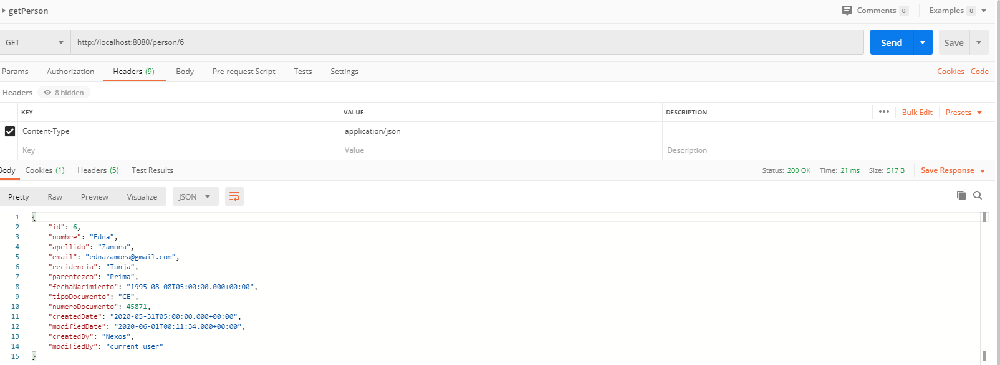 getPerson
Comments 0 Examples 0
GET http://localhost:8080/person/6 Send Save
Params Authorization Headers (9) Body Pre-request Script Tests Settings Cookies Code
Headers 8 hidden
KEY VALUE DESCRIPTION ••• Bulk Edit Presets
Content-Type application/json
Key Value Description
Body Cookies (1) Headers (5) Test Results Status: 200 OK Time: 21 ms Size: 517 B Save Response
Pretty Raw Preview Visualize JSON
1 {
2 "id": 6,
3 "nombre": "Edna",
4 "apellido": "Zamora",
5 "email": "ednazamora@gmail.com",
6 "recidencia": "Tunja",
7 "parentezco": "Prima",
8 "fechaNacimiento": "1995-08-08T05:00:00.000+00:00",
9 "tipoDocumento": "CE",
10 "numeroDocumento": 45871,
11 "createdDate": "2020-05-31T05:00:00.000+00:00",
12 "modifiedDate": "2020-06-01T00:11:34.000+00:00",
13 "createdBy": "Nexos",
14 "modifiedBy": "current user"
15 }